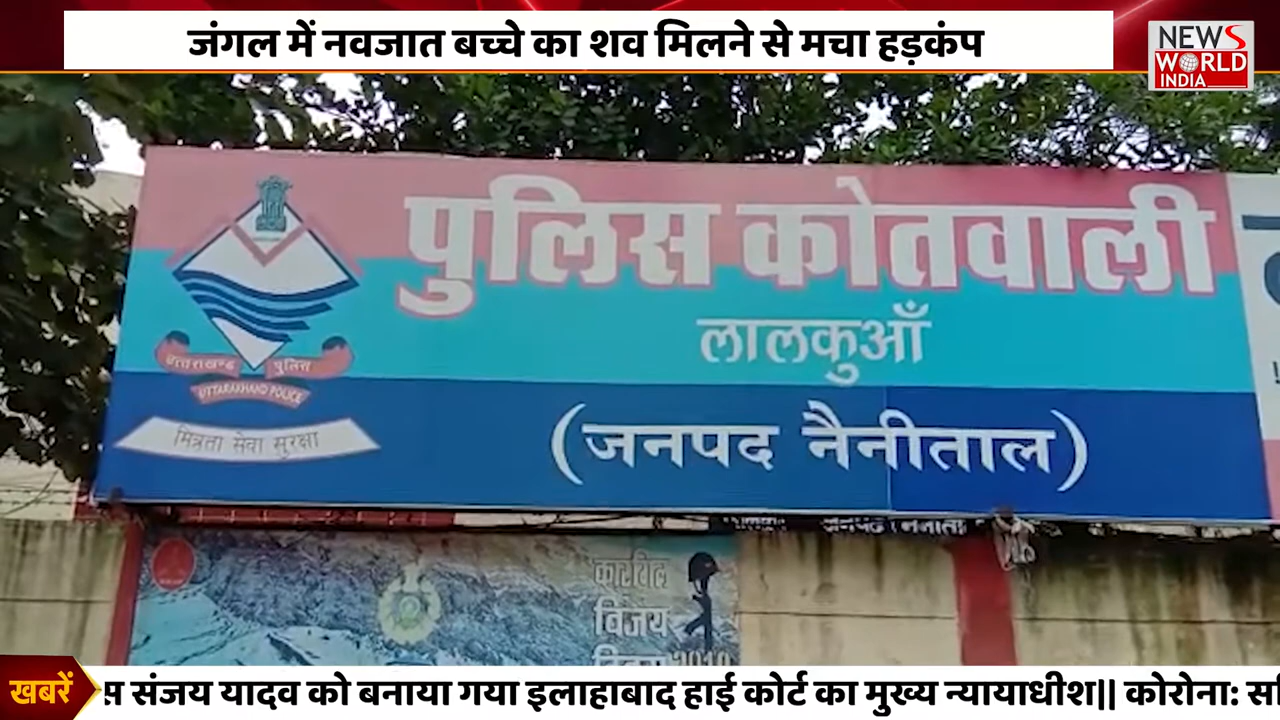 जंगल में नवजात बच्चे का शव मिलने से मचा हड़कंप
NEWS
WORLD
INDIA
पुलिस कोतवाली
लालकुआँ
(जनपद नैनीताल)
उत्तराखण्ड पुलिस
UTTARAKHAND POLICE
मित्रता सेवा सुरक्षा
कारगिल
विजय
खबरें
संजय यादव को बनाया गया इलाहाबाद हाई कोर्ट का मुख्य न्यायाधीश|| कोरोना: